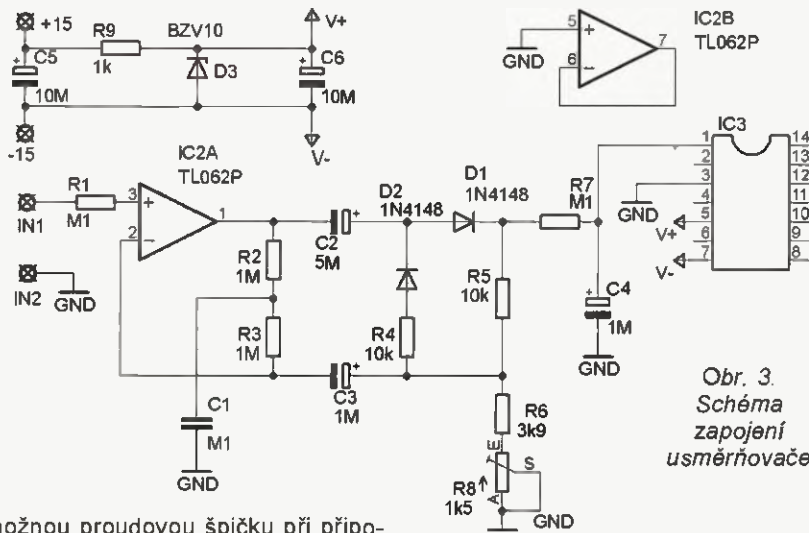 +15
R9
1k
BZV10
D3
V+
C5
10M
C6
10M
-15
V-
IC2B
TL062P
5
6
7
GND
IC3
1
2
3
4
5
6
7
14
13
12
11
10
9
8
GND
V+
V-
IC2A
TL062P
IN1
R1
M1
3
2
1
IN2
GND
C2
5M
D2
1N4148
D1
1N4148
R7
M1
R2
1M
R3
1M
R4
10k
R5
10k
C4
1M
GND
C1
M1
GND
C3
1M
R6
3k9
E
S
R8
1k5
A
GND
Obr. 3.
Schéma
zapojení
usměrňovače
možnou proudovou špičku při připo-